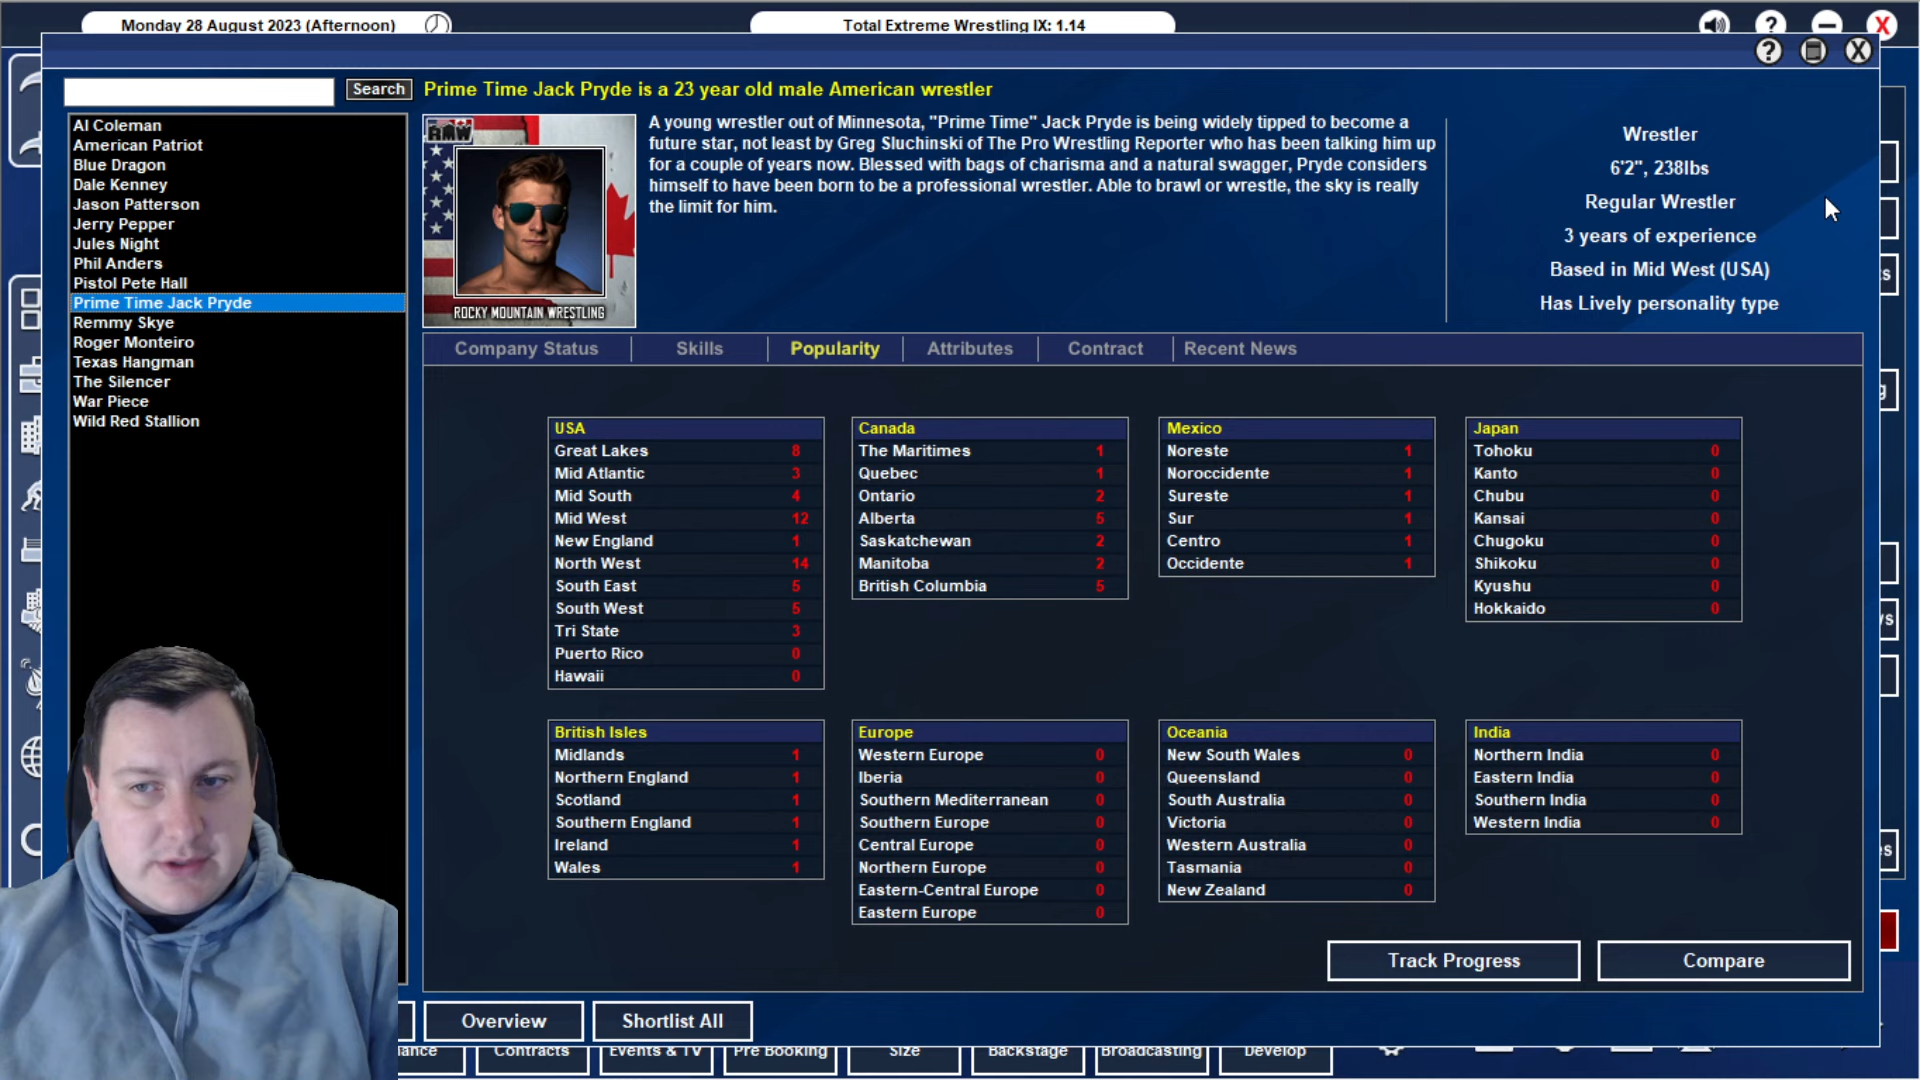 Monday 28 August 2023 (Afternoon)
Total Extreme Wrestling IX: 1.14
Search
Prime Time Jack Pryde is a 23 year old male American wrestler
Al Coleman
American Patriot
Blue Dragon
Dale Kenney
Jason Patterson
Jerry Pepper
Jules Night
Phil Anders
Pistol Pete Hall
Prime Time Jack Pryde
Remmy Skye
Roger Monteiro
Texas Hangman
The Silencer
War Piece
Wild Red Stallion
RMW
ROCKY MOUNTAIN WRESTLING
A young wrestler out of Minnesota, "Prime Time" Jack Pryde is being widely tipped to become a
future star, not least by Greg Sluchinski of The Pro Wrestling Reporter who has been talking him up
for a couple of years now. Blessed with bags of charisma and a natural swagger, Pryde considers
himself to have been born to be a professional wrestler. Able to brawl or wrestle, the sky is really
the limit for him.
Wrestler
6'2", 238lbs
Regular Wrestler
3 years of experience
Based in Mid West (USA)
Has Lively personality type
Company Status
Skills
Popularity
Attributes
Contract
Recent News
USA
Great Lakes 8
Mid Atlantic 3
Mid South 4
Mid West 12
New England 1
North West 14
South East 5
South West 5
Tri State 3
Puerto Rico 0
Hawaii 0
Canada
The Maritimes 1
Quebec 1
Ontario 2
Alberta 5
Saskatchewan 2
Manitoba 2
British Columbia 5
Mexico
Noreste 1
Noroccidente 1
Sureste 1
Sur 1
Centro 1
Occidente 1
Japan
Tohoku 0
Kanto 0
Chubu 0
Kansai 0
Chugoku 0
Shikoku 0
Kyushu 0
Hokkaido 0
British Isles
Midlands 1
Northern England 1
Scotland 1
Southern England 1
Ireland 1
Wales 1
Europe
Western Europe 0
Iberia 0
Southern Mediterranean 0
Southern Europe 0
Central Europe 0
Northern Europe 0
Eastern-Central Europe 0
Eastern Europe 0
Oceania
New South Wales 0
Queensland 0
South Australia 0
Victoria 0
Western Australia 0
Tasmania 0
New Zealand 0
India
Northern India 0
Eastern India 0
Southern India 0
Western India 0
Track Progress
Compare
Overview
Shortlist All
Contracts
Events & TV
Pre Booking
Size
Backstage
Broadcasting
Develop